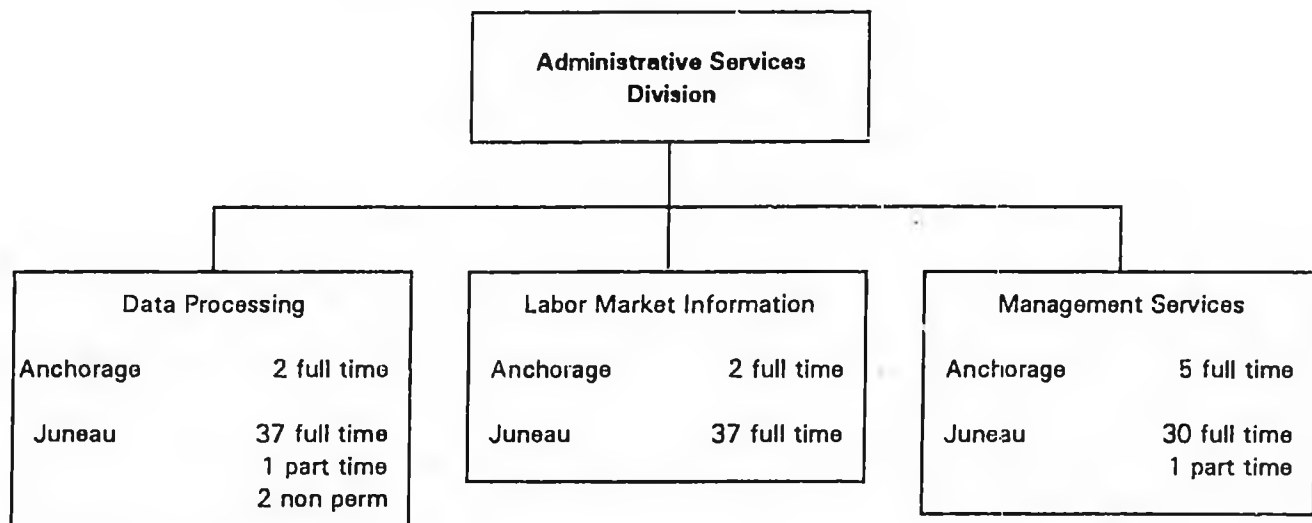 Administrative Services
Division
Data Processing
Anchorage 2 full time
Juneau 37 full time
1 part time
2 non perm
Labor Market Information
Anchorage 2 full time
Juneau 37 full time
Management Services
Anchorage 5 full time
Juneau 30 full time
1 part time